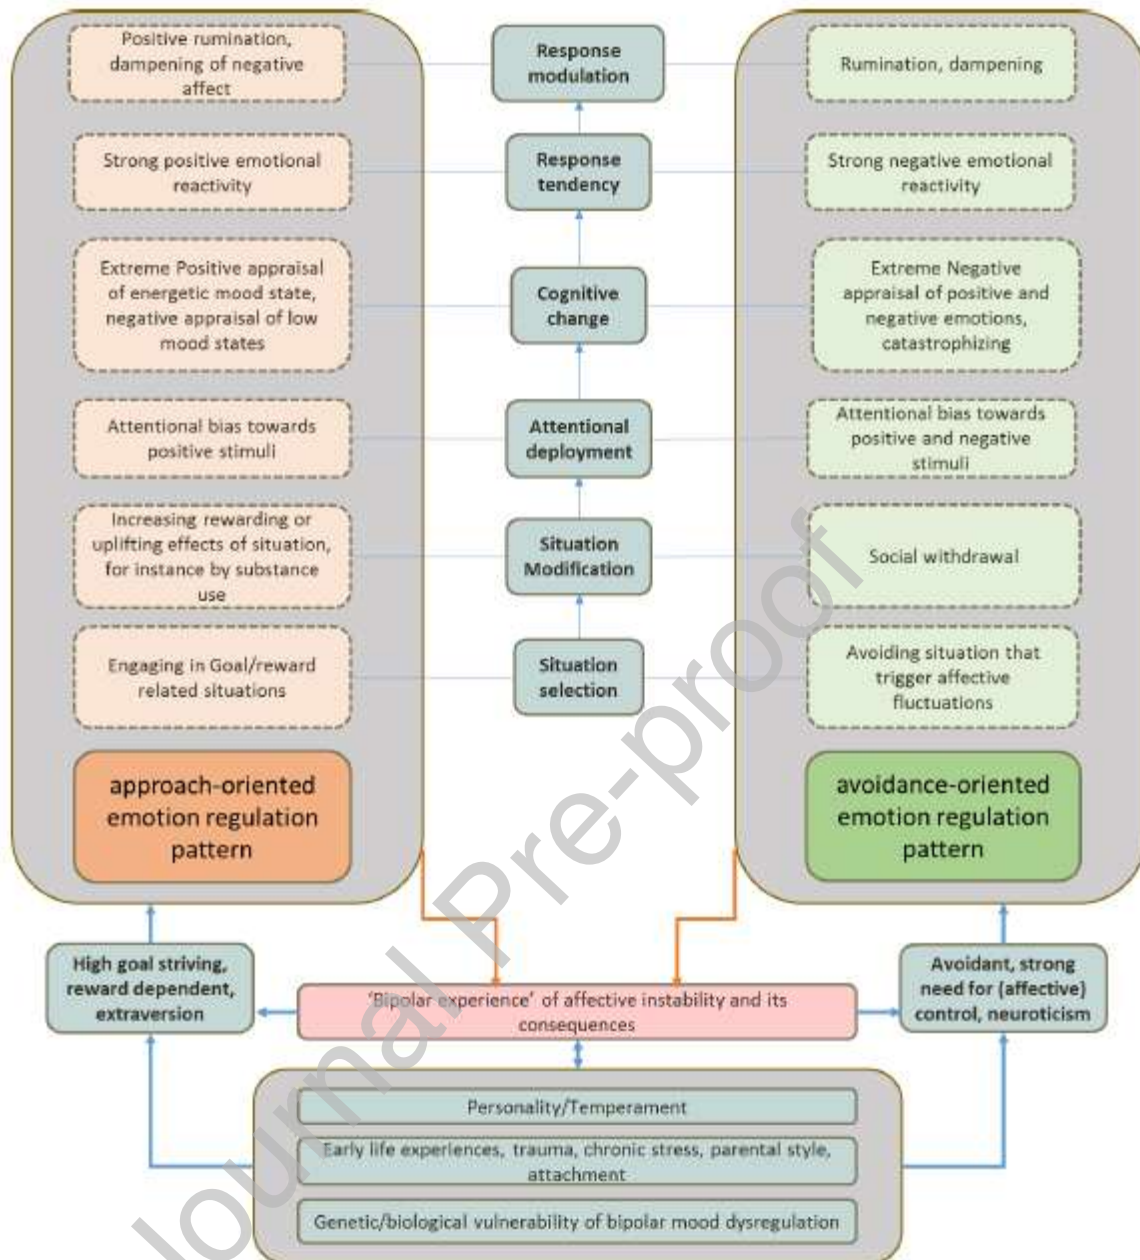 Positive rumination,
dampening of negative
affect
Response
modulation
Rumination, dampening
Strong positive emotional
reactivity
Response
tendency
Strong negative emotional
reactivity
Extreme Positive appraisal
of energetic mood state,
negative appraisal of low
mood states
Cognitive
change
Extreme Negative
appraisal of positive and
negative emotions,
catastrophizing
Attentional bias towards
positive stimuli
Attentional
deployment
Attentional bias towards
positive and negative
stimuli
Increasing rewarding or
uplifting effects of situation,
for instance by substance
use
Situation
Modification
Social withdrawal
Engaging in Goal/reward
related situations
Situation
selection
Avoiding situation that
trigger affective
fluctuations
approach-oriented
emotion regulation
pattern
avoidance-oriented
emotion regulation
pattern
High goal striving,
reward dependent,
extraversion
'Bipolar experience' of affective instability and its
consequences
Avoidant, strong
need for (affective)
control, neuroticism
Personality/Temperament
Early life experiences, trauma, chronic stress, parental style,
attachment
Genetic/biological vulnerability of bipolar mood dysregulation
Journal Pre-proof